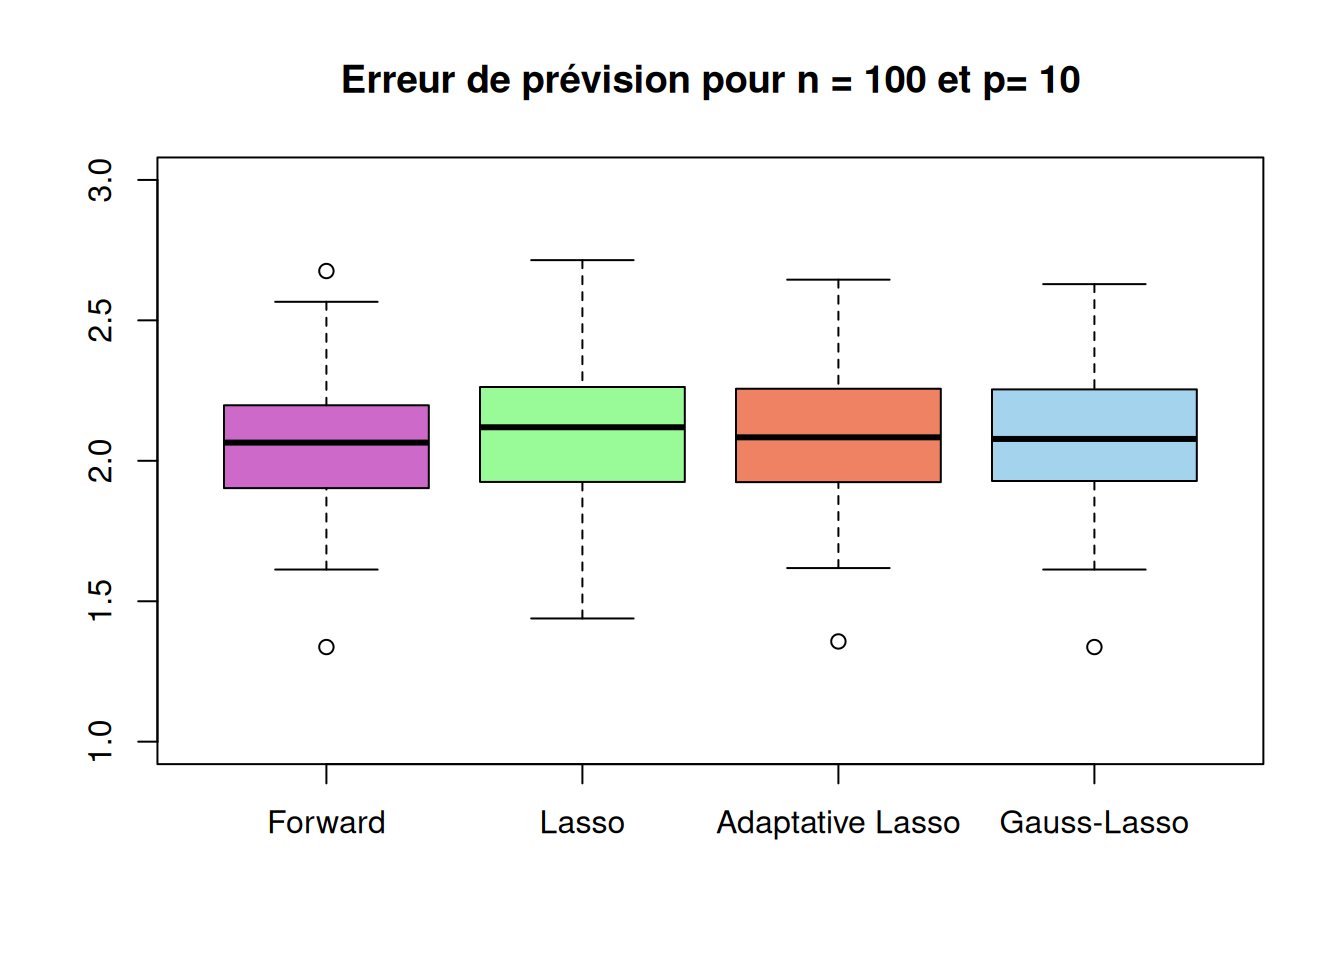 Erreur de prévision pour n = 100 et p= 10
3.0
2.5
2.0
1.5
1.0
Forward Lasso Adaptative Lasso Gauss-Lasso